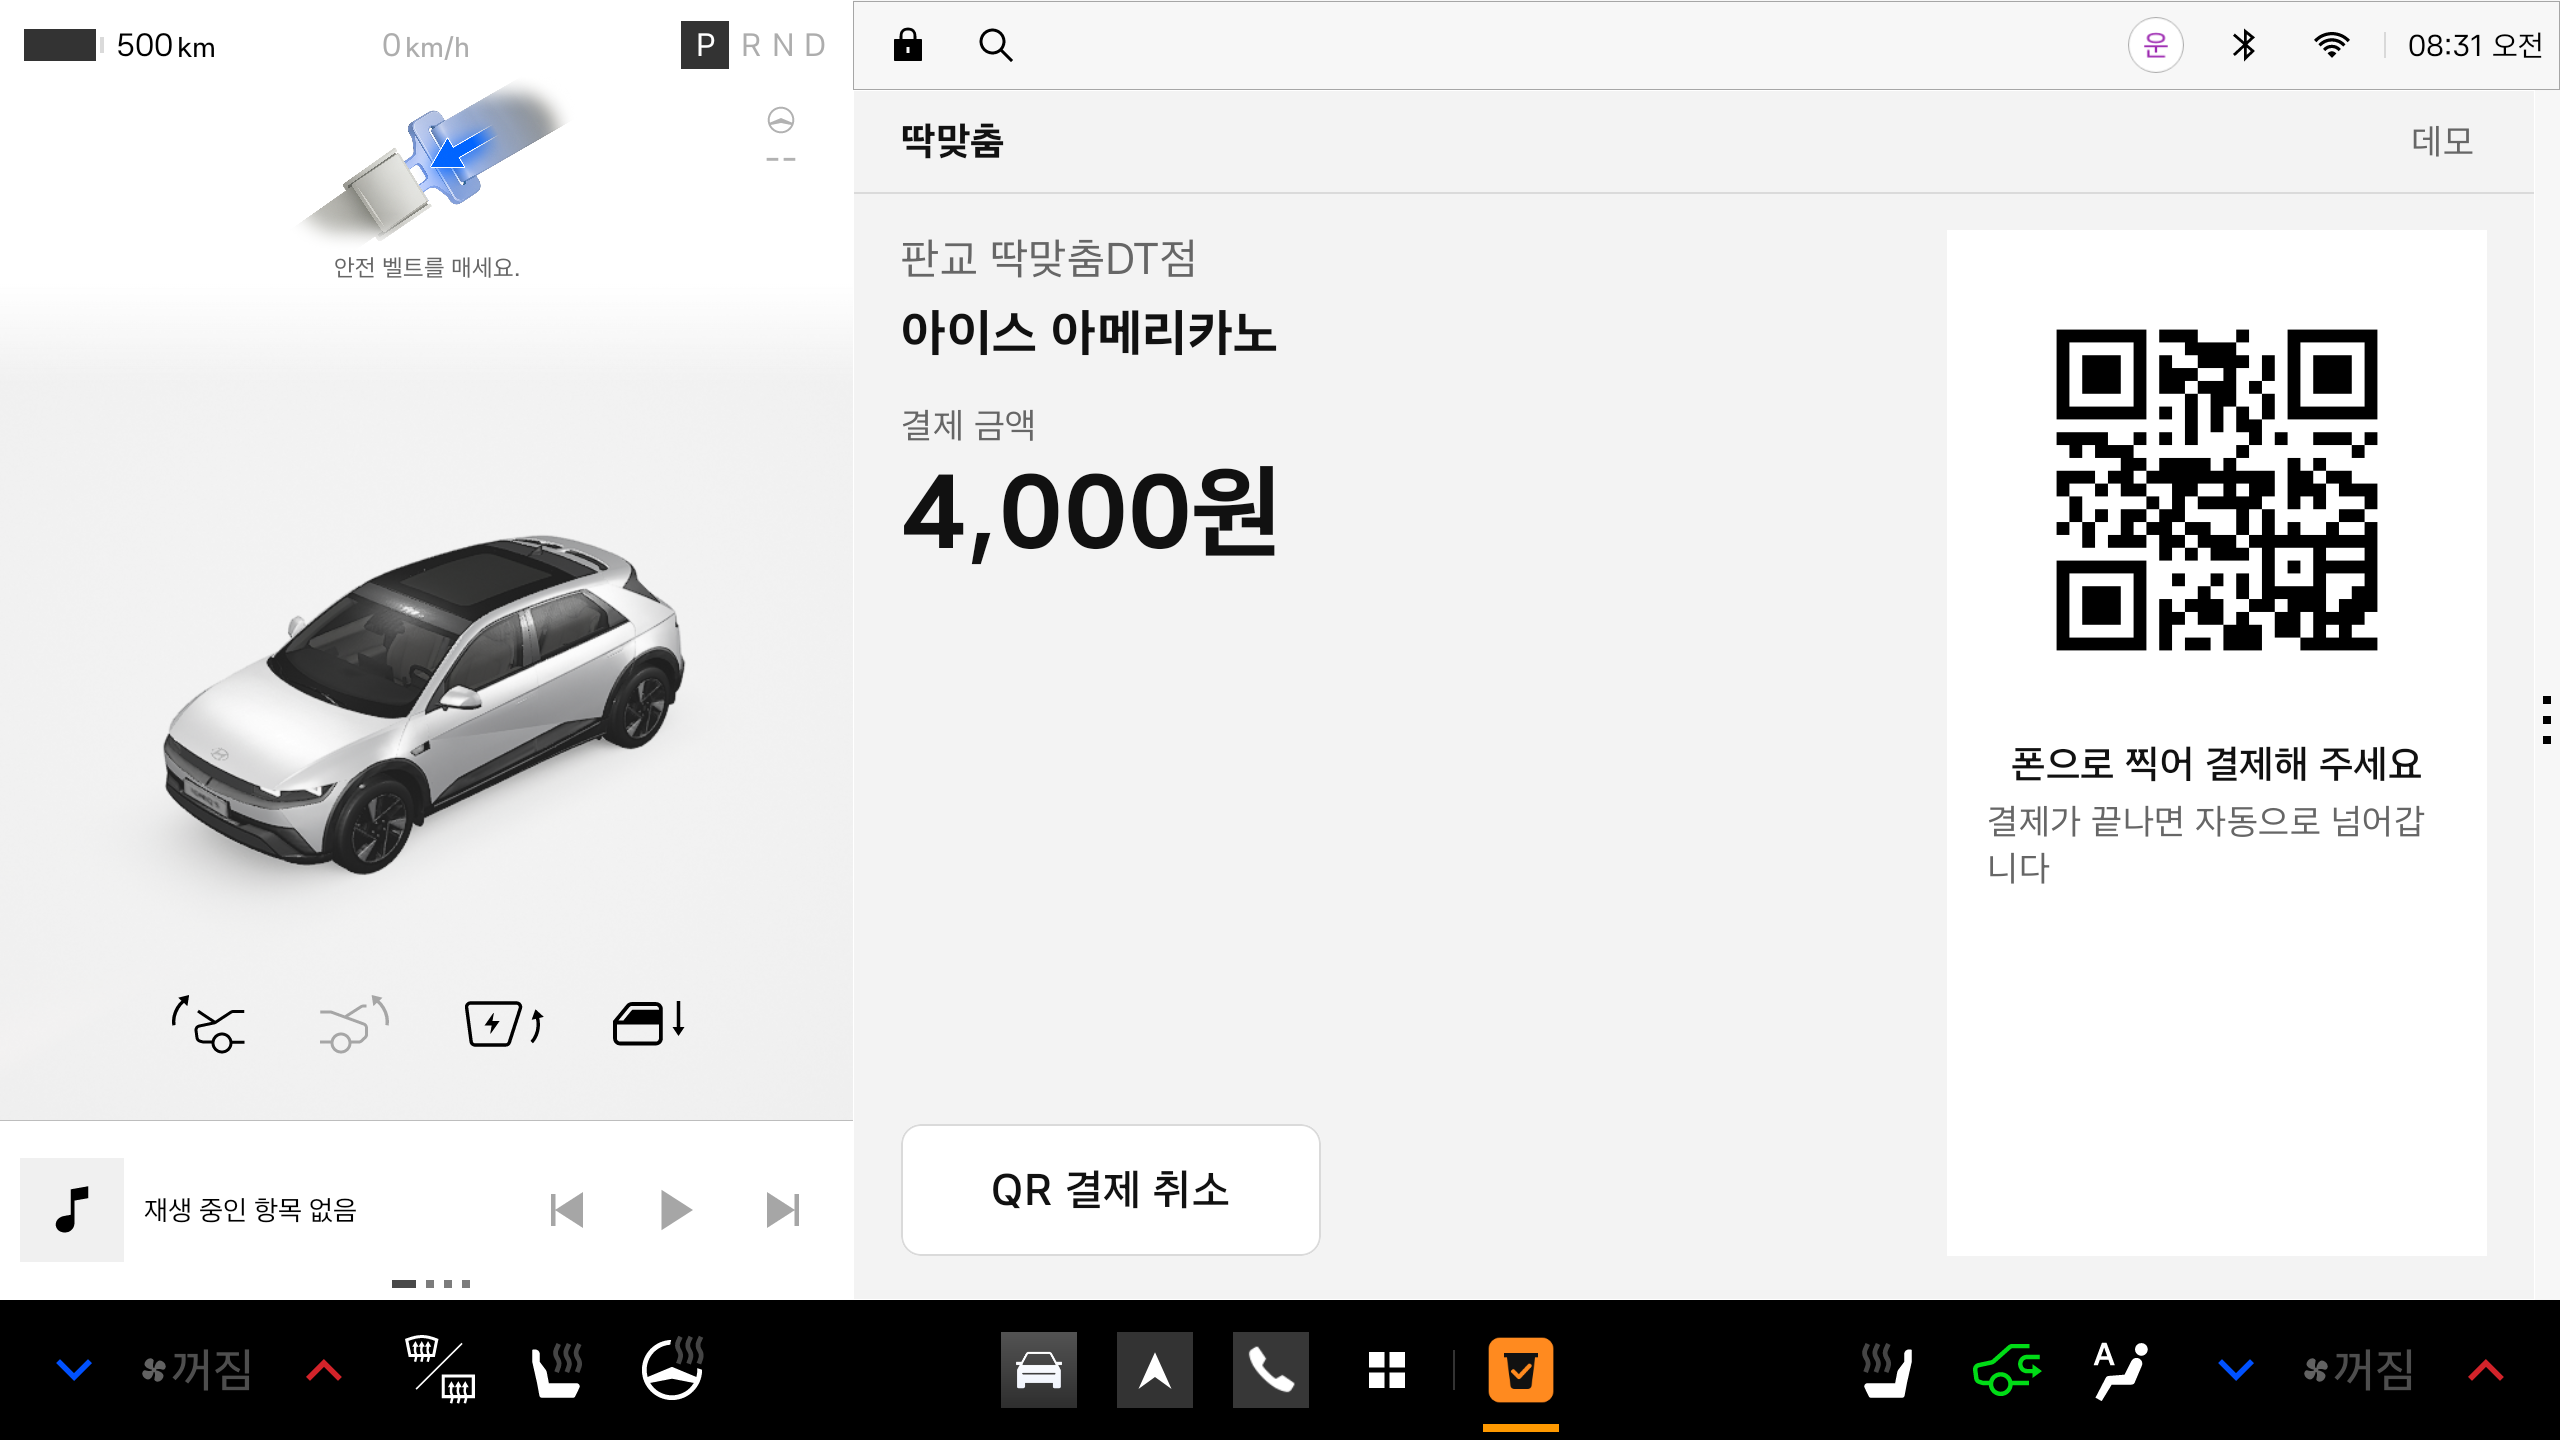 500 km
0 km/h
P R N D
안전 벨트를 매세요.
재생 중인 항목 없음
운
08:31 오전
딱맞춤
데모
판교 딱맞춤DT점
아이스 아메리카노
결제 금액
4,000원
QR 결제 취소
폰으로 찍어 결제해 주세요
결제가 끝나면 자동으로 넘어갑
니다
꺼짐
A
꺼짐